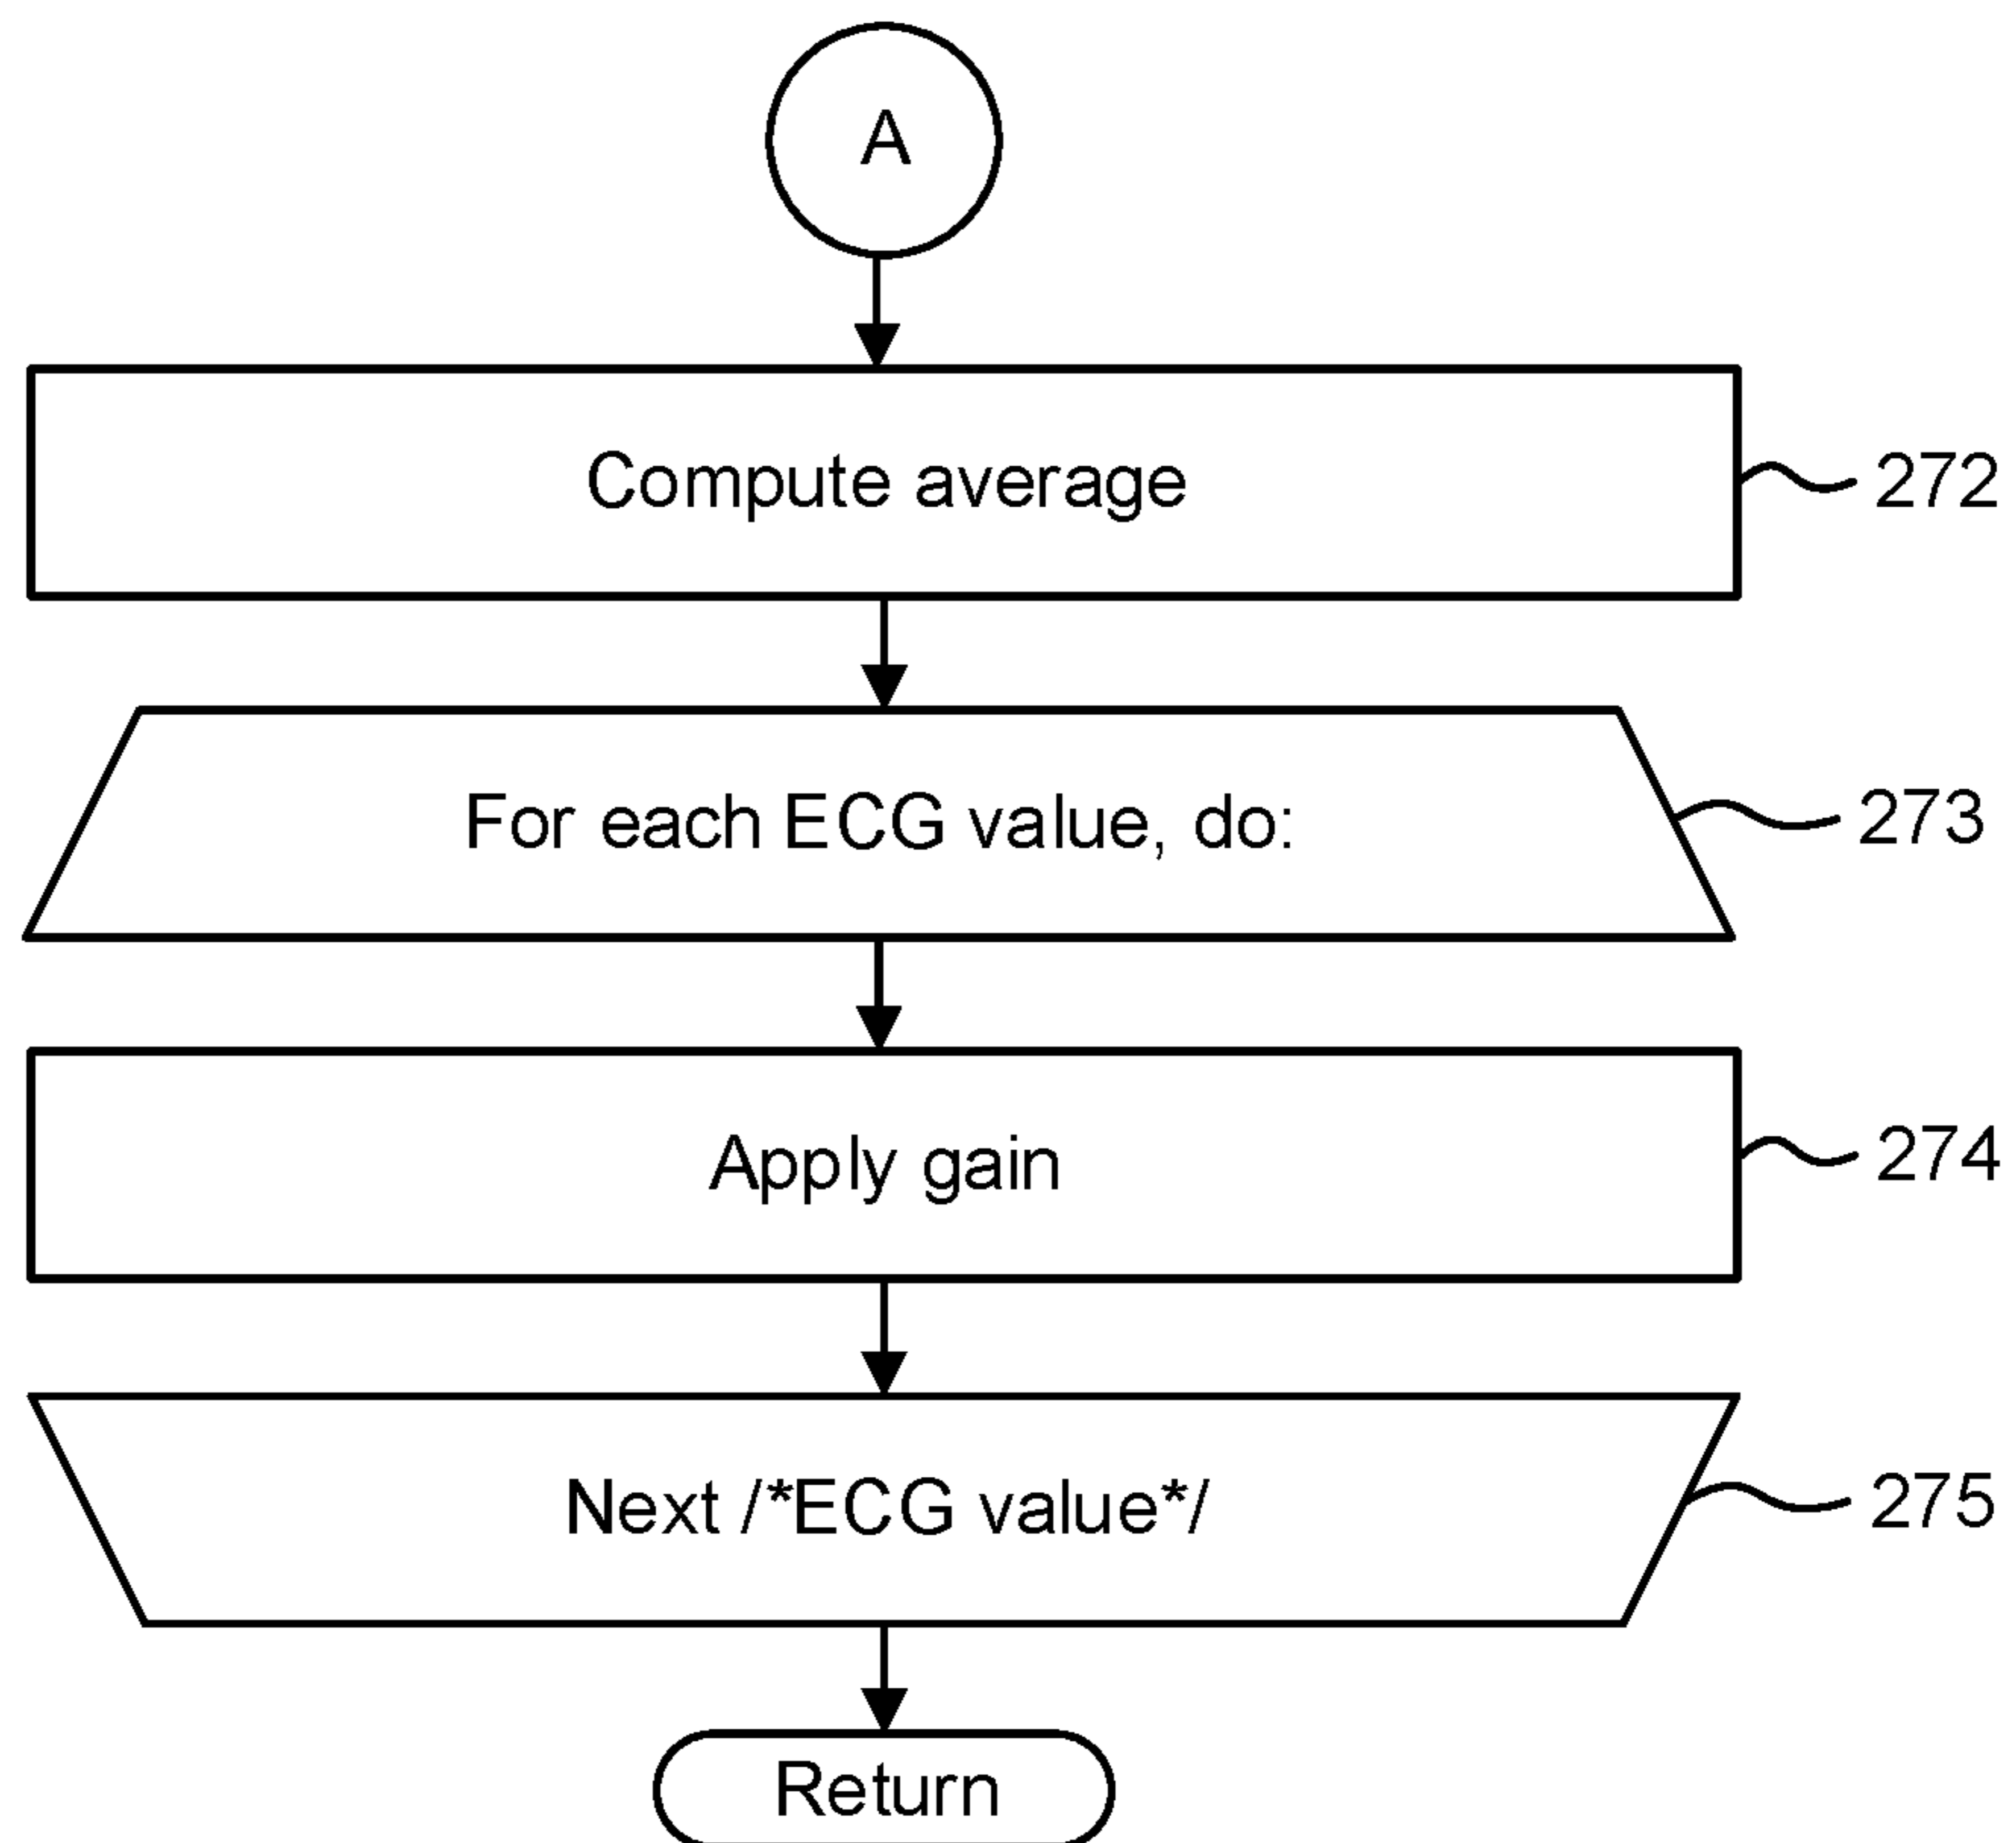 A
Compute average
272
For each ECG value, do:
273
Apply gain
274
Next /*ECG value*/
275
Return